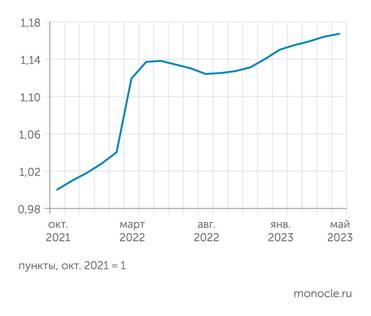 1,18
1,14
1,10
1,06
1,02
0,98
окт. март авг. янв. май
2021 2022 2022 2023 2023
пункты, окт. 2021 = 1
monocle.ru